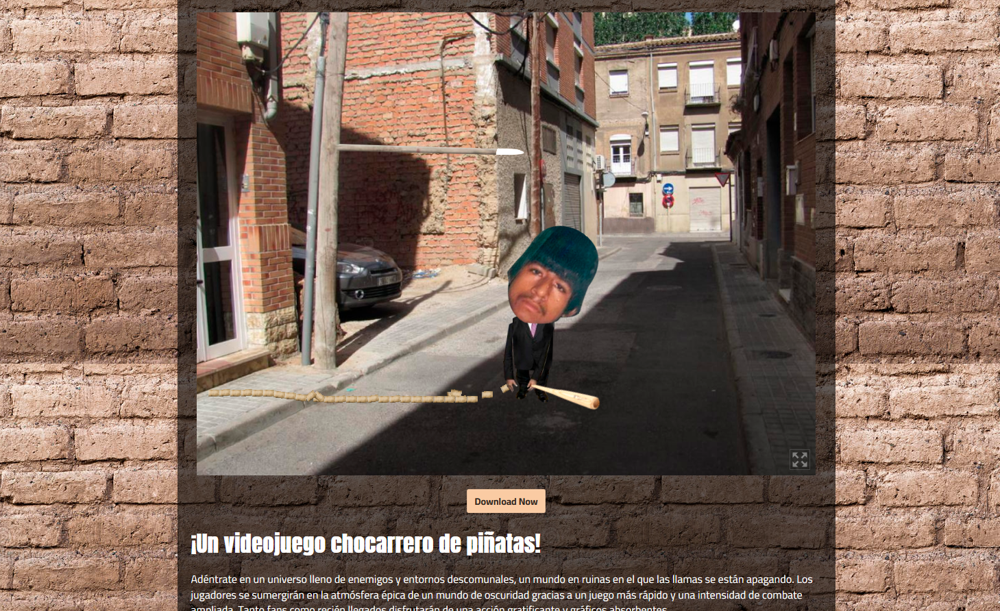 Download Now
¡Un videojuego chocarrero de piñatas!
Adéntrate en un universo lleno de enemigos y entornos descomunales, un mundo en ruinas en el que las llamas se están apagando. Los
jugadores se sumergirán en la atmósfera épica de un mundo de oscuridad gracias a un juego más rápido y una intensidad de combate
ampliada. Tanto fans como recién llegados disfrutarán de una acción gratificante y gráficos absorbentes.